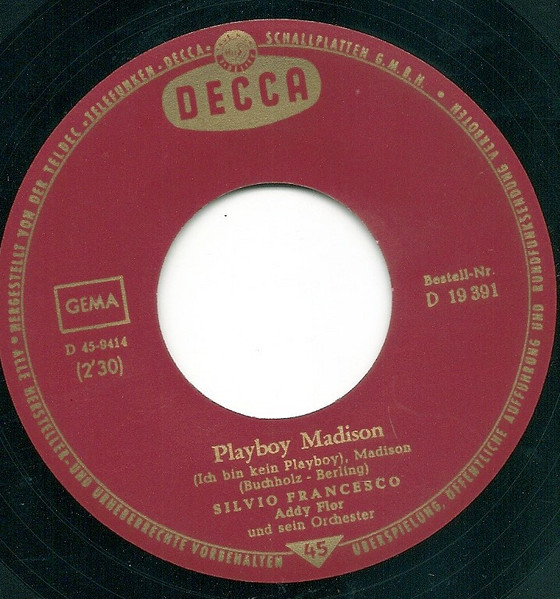 ALLE HERSTELLER- UND URHEBERRECHTE VORBEHALTEN • HERGESTELLT VON DER TELDEC • TELEFUNKEN-DECCA • SCHALLPLATTEN G.M.B.H. •
ÜBERSPIELUNG, ÖFFENTLICHE AUFFÜHRUNG UND RUNDFUNKSENDUNG VERBOTEN
DECCA
GEMA
D 45-9414
(2'30)
Bestell-Nr.
D 19 391
Playboy Madison
(Ich bin kein Playboy), Madison
(Buchholz - Berling)
SILVIO FRANCESCO
Addy Flor
und sein Orchester
45